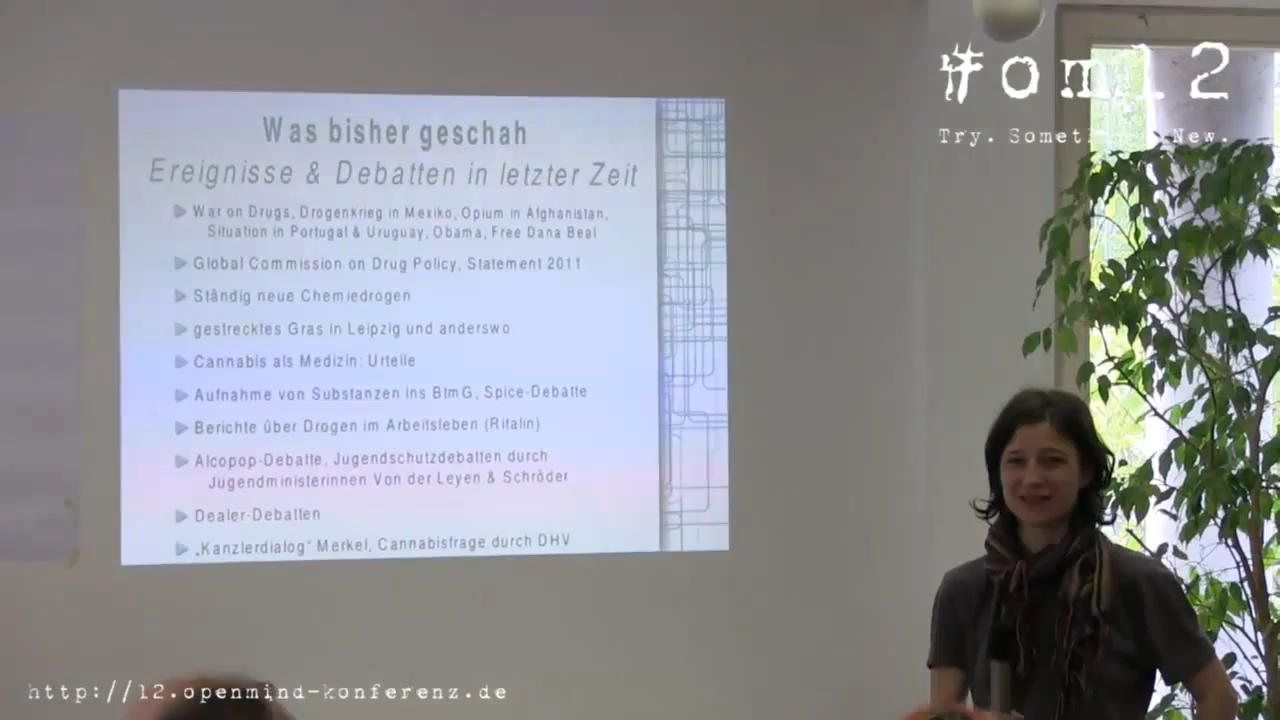 #om12
Try. Something New.
Was bisher geschah
Ereignisse & Debatten in letzter Zeit
War on Drugs, Drogenkrieg in Mexiko, Opium in Afghanistan,
Situation in Portugal & Uruguay, Obama, Free Dana Beal
Global Commission on Drug Policy, Statement 2011
Ständig neue Chemiedrogen
gestrecktes Gras in Leipzig und anderswo
Cannabis als Medizin: Urteile
Aufnahme von Substanzen ins BtmG, Spice-Debatte
Berichte über Drogen im Arbeitsleben (Ritalin)
Alcopop-Debatte, Jugendschutzdebatten durch
Jugendministerinnen Von der Leyen & Schröder
Dealer-Debatten
„Kanzlerdialog“ Merkel, Cannabisfrage durch DHV
http://12.openmind-konferenz.de